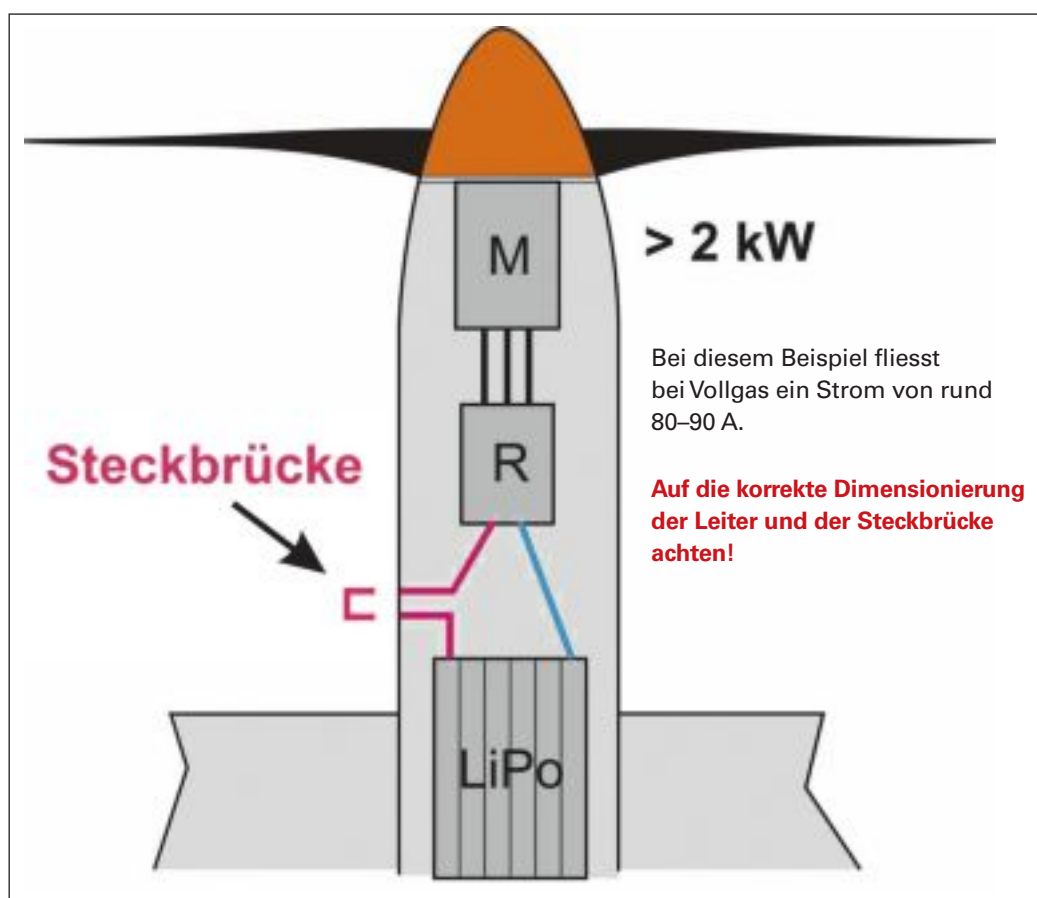 M
> 2 kW
Bei diesem Beispiel fliesst
bei Vollgas ein Strom von rund
80–90 A.
Steckbrücke
R
Auf die korrekte Dimensionierung
der Leiter und der Steckbrücke
achten!
LiPo